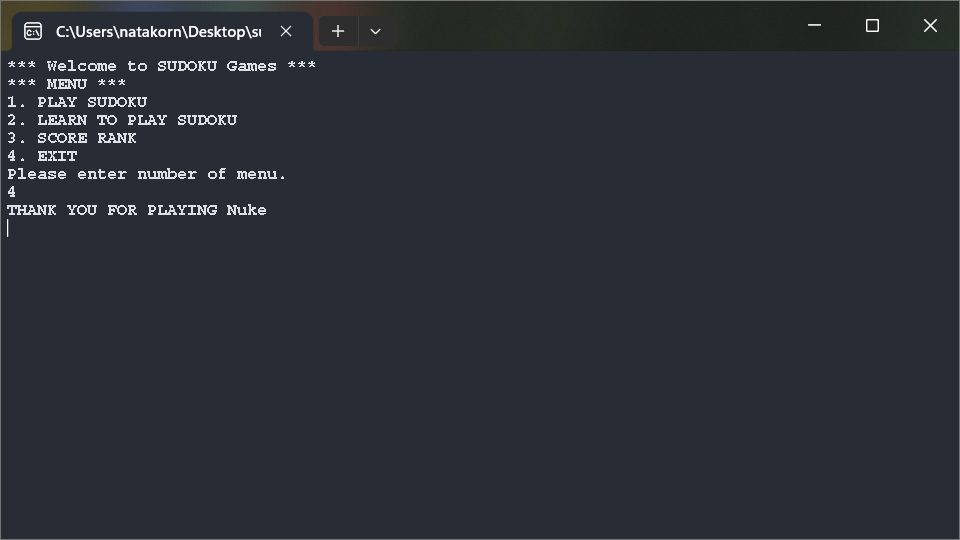 C:\Users\natakorn\Desktop\su
*** Welcome to SUDOKU Games ***
*** MENU ***
1. PLAY SUDOKU
2. LEARN TO PLAY SUDOKU
3. SCORE RANK
4. EXIT
Please enter number of menu.
4
THANK YOU FOR PLAYING Nuke